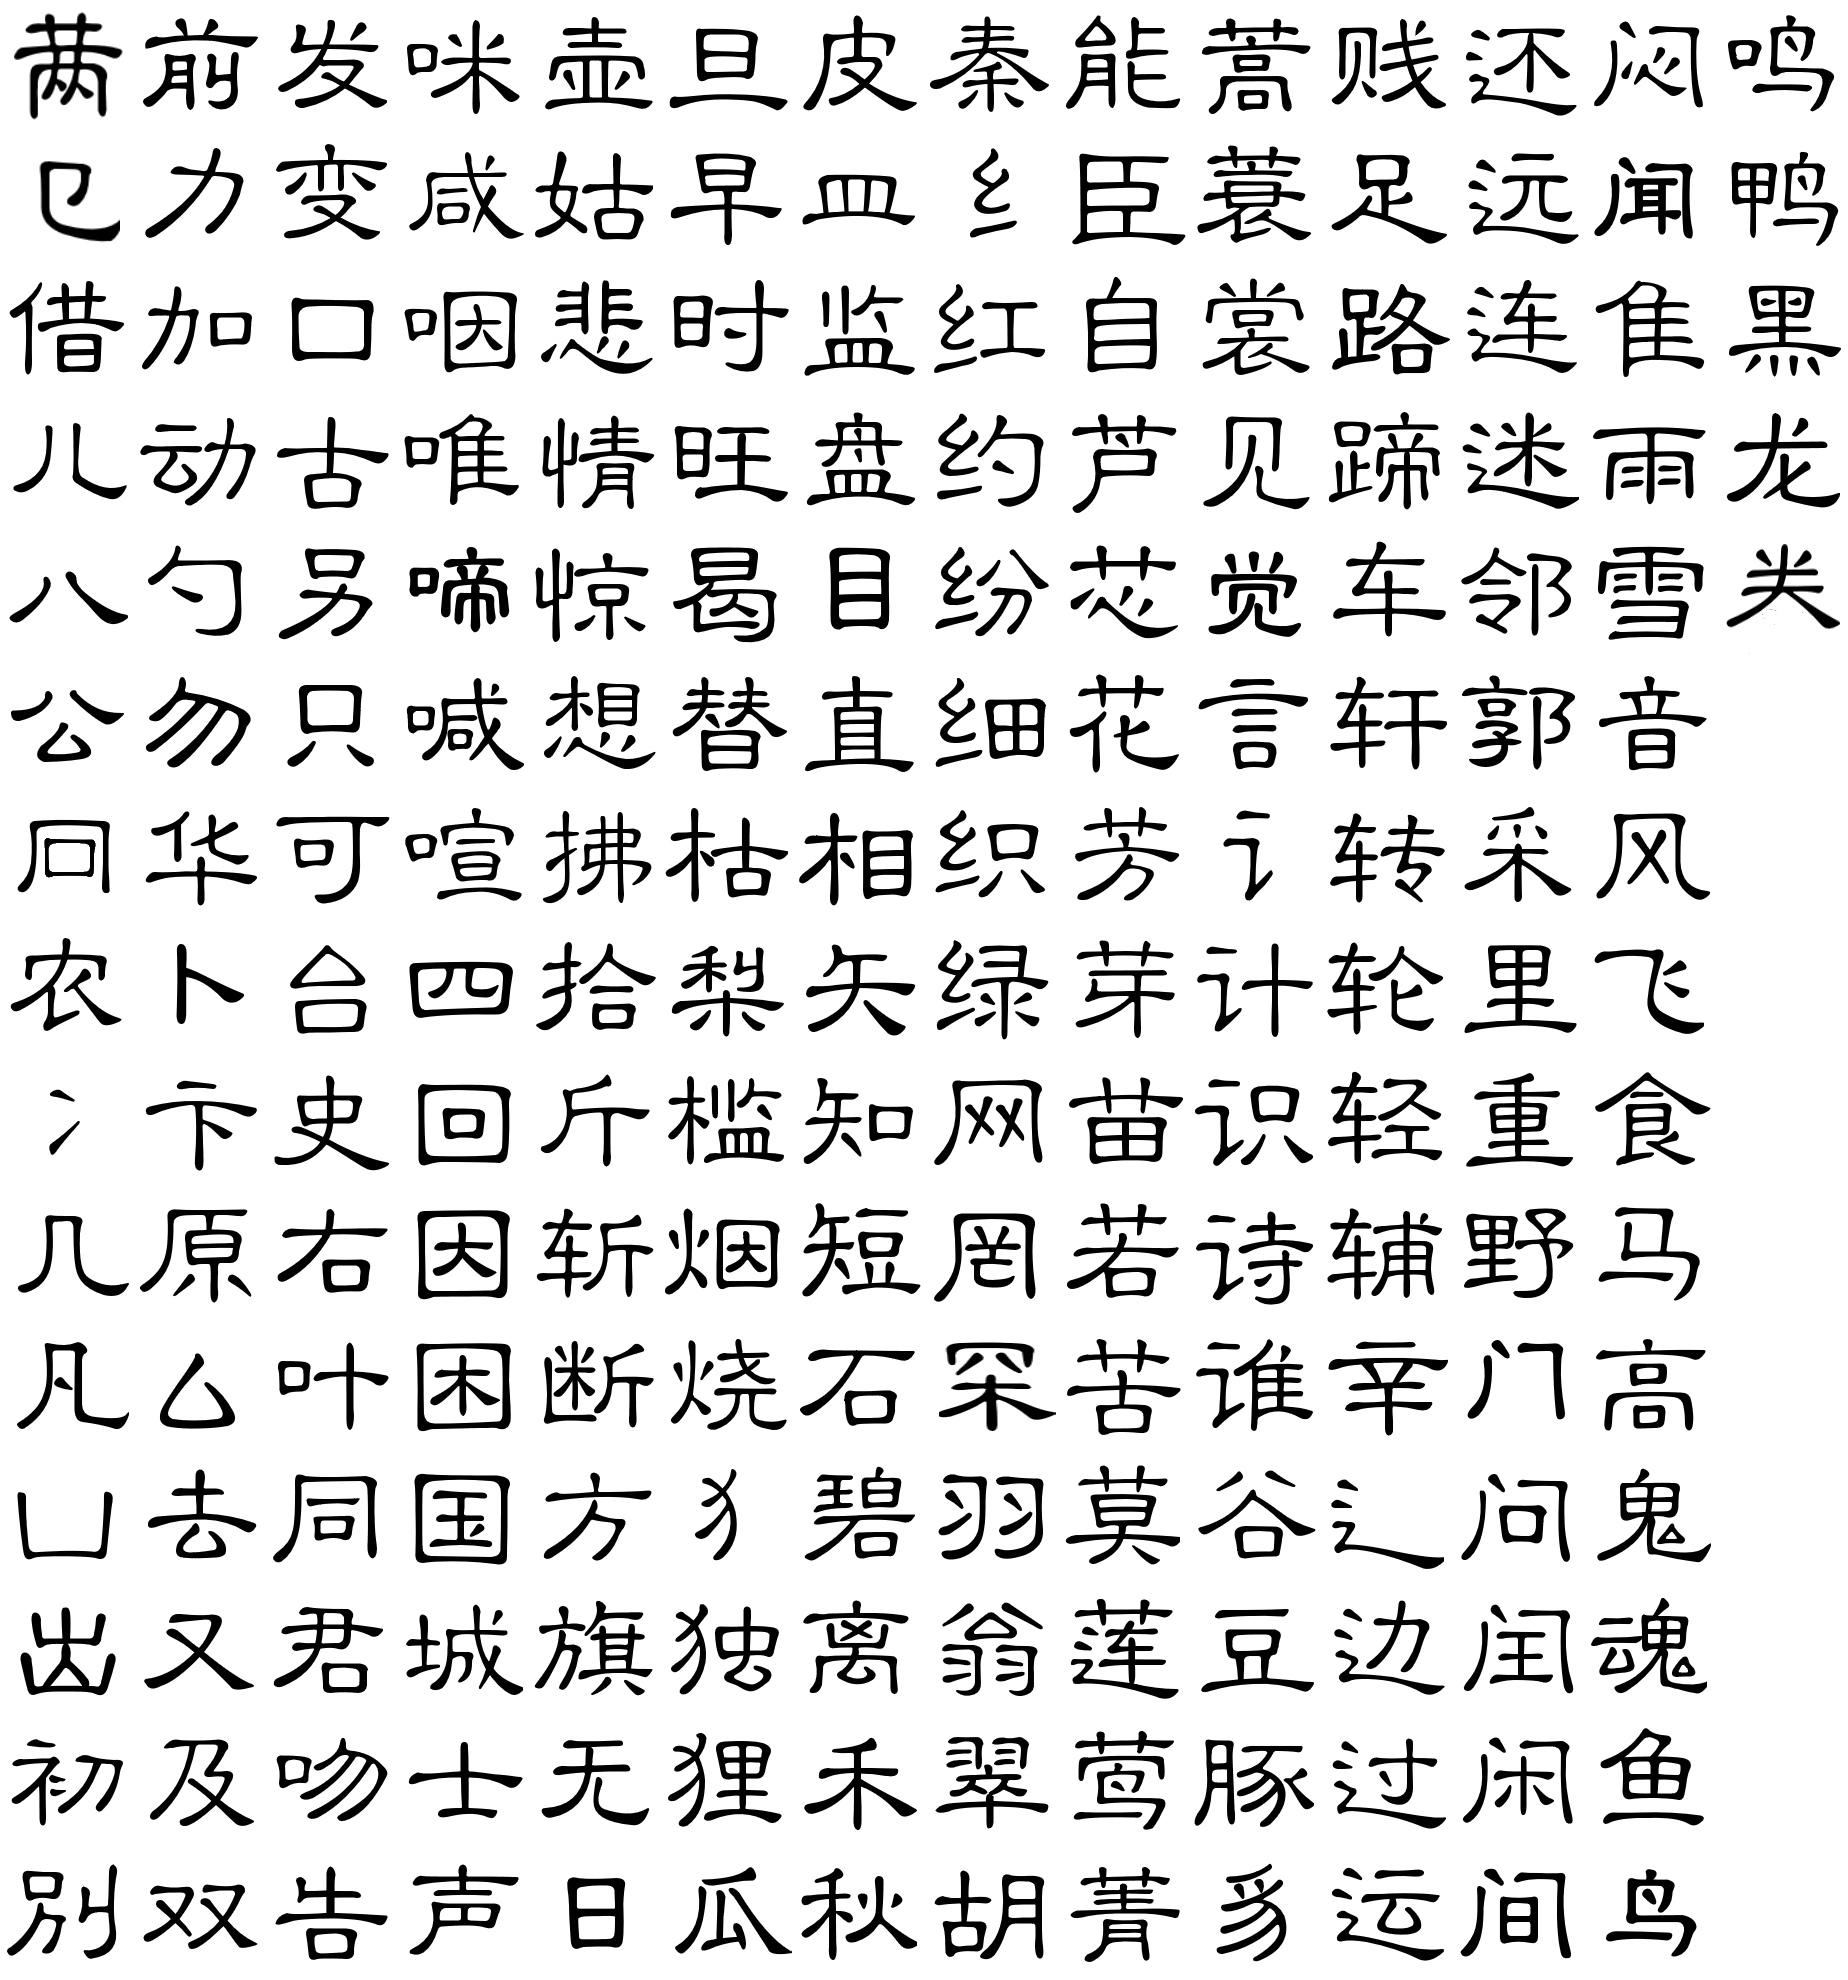 𬜯前发咪壶旦皮秦能蒿贱还闷鸣
㔾力变咸姑早皿纟臣蓑足远闻鸭
借加口咽悲时监红自裳路连隹黑
儿动古唯情旺盘约芦见蹄迷雨龙
八勺另啼惊曷目纷芯觉车邻雪龹
公勿只喊想替直细花言轩郭音
冋华可喧拂枯相织芳讠转采风
农卜台四拾梨矢绿芽计轮里飞
冫卞史回斤槛知网苗识轻重食
几原右因斩烟短罔若诗辅野马
凡厶叶困断烧石罙苦谁辛门高
凵去同国方犭碧羽莫谷辶问鬼
出又君城旗独离翁莲豆边闰魂
初及吻士无狸禾翠莺豚过闲鱼
别双告声日瓜秋胡菁豸运间鸟